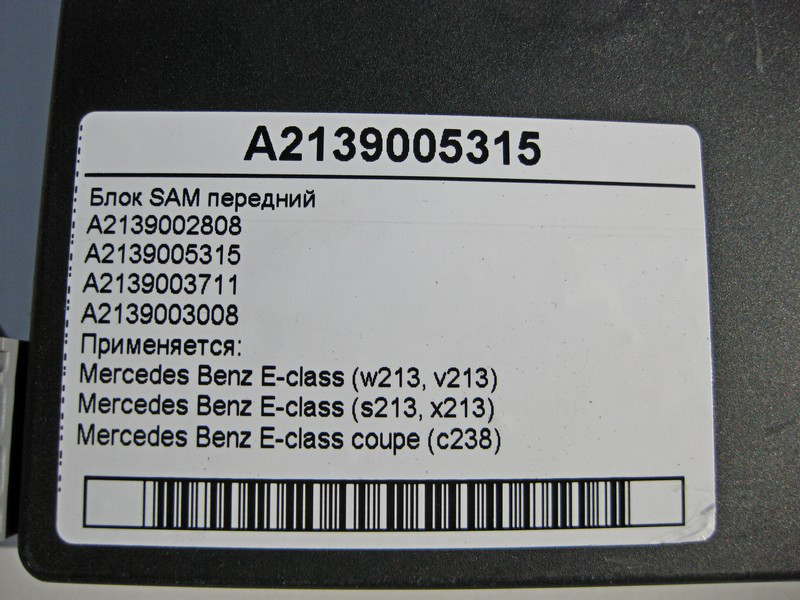 A2139005315
Блок SAM передний
A2139002808
A2139005315
A2139003711
A2139003008
Применяется:
Mercedes Benz E-class (w213, v213)
Mercedes Benz E-class (s213, x213)
Mercedes Benz E-class coupe (c238)